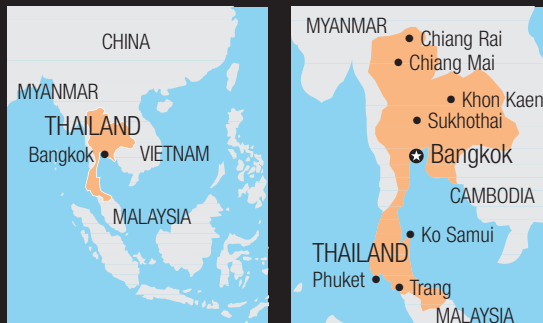 CHINA
MYANMAR
THAILAND
Bangkok
VIETNAM
MALAYSIA
MYANMAR
Chiang Rai
Chiang Mai
Khon Kaen
Sukhothai
Bangkok
CAMBODIA
Ko Samui
THAILAND
Phuket
Trang
MALAYSIA